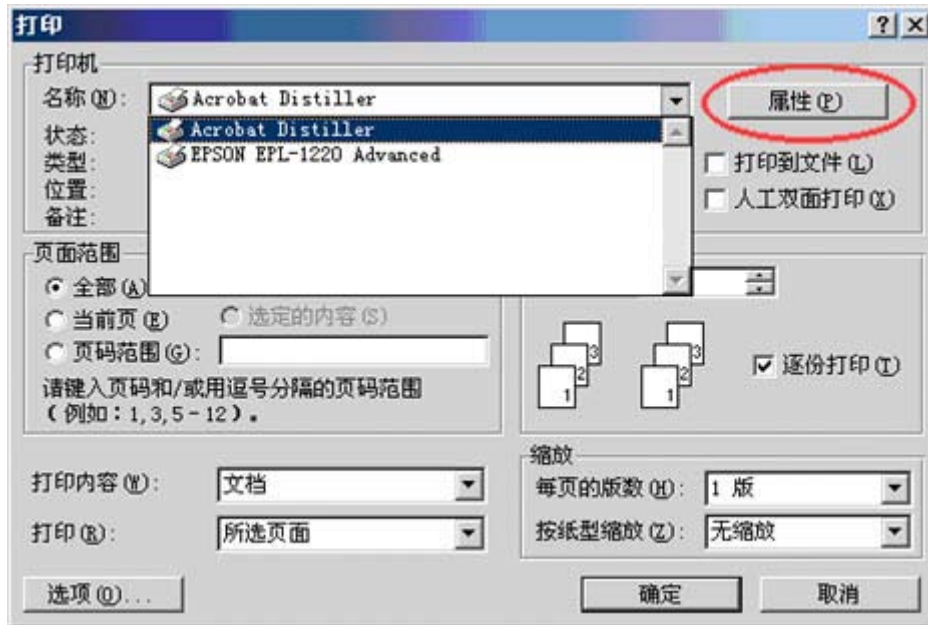 打印
打印机
名称(N): Acrobat Distiller 属性(P)
状态: Acrobat Distiller
类型: EPSON EPL-1220 Advanced 打印到文件(L)
位置: 人工双面打印(X)
备注:
页面范围
全部(A)
当前页(E) 选定的内容(S)
页码范围(G):
请键入页码和/或用逗号分隔的页码范围
(例如:1,3,5-12)。
3 3
2 2
1 1
逐份打印(T)
缩放
打印内容(W): 文档 每页的版数(H): 1 版
打印(R): 所选页面 按纸型缩放(Z): 无缩放
选项(O)... 确定 取消